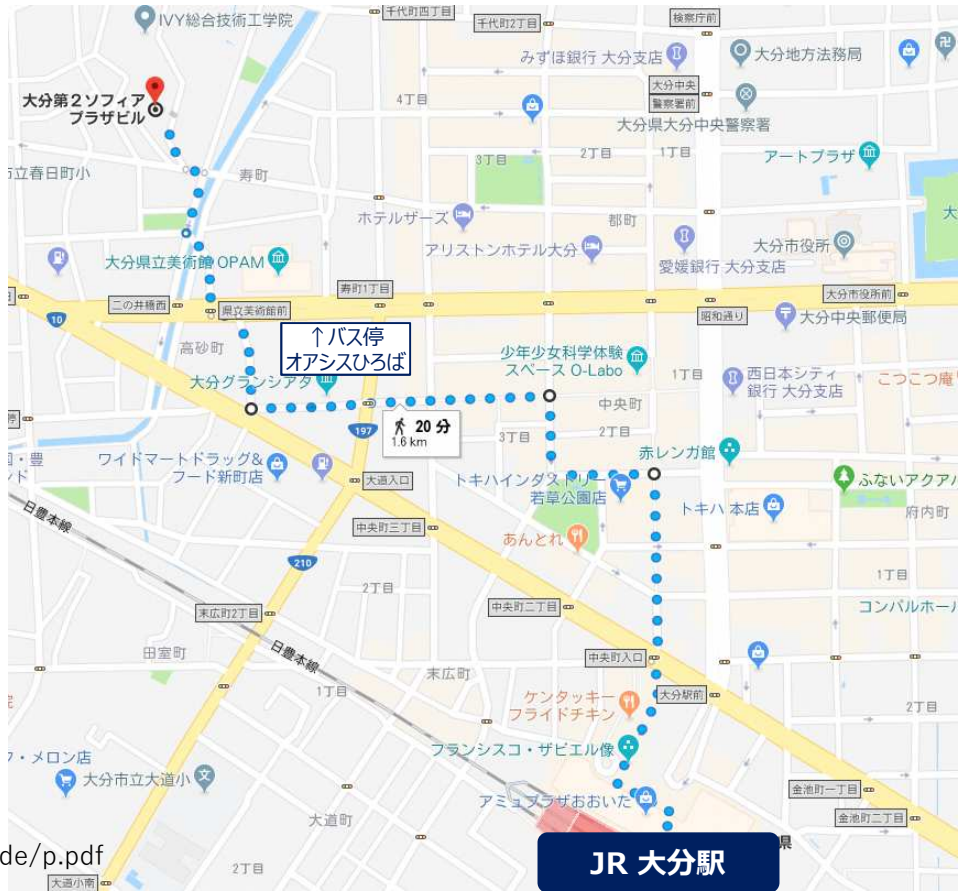 IVY総合技術工学院
千代町四丁目
千代町2丁目
検察庁前
みずほ銀行 大分支店
大分地方法務局
大分第２ソフィア
プラザビル
4丁目
大分中央
警察署前
大分県大分中央警察署
3丁目
2丁目
1丁目
アートプラザ
市立春日町小
寿町
ホテルザーズ
都町
大
アリストンホテル大分
愛媛銀行 大分支店
大分市役所
大分県立美術館 OPAM
寿町1丁目
大分市役所前
二の井橋西
県立美術館前
昭和通り
大分中央郵便局
10
高砂町
↑バス停
オアシスひろば
少年少女科学体験
スペース O-Labo
大分グランシアタ
1丁目
西日本シティ
銀行 大分支店
こつこつ庵
中央町
20 分
1.6 km
197
3丁目
2丁目
赤レンガ館
ワイドマートドラッグ&
フード新町店
大道入口
トキハインダストリー
若草公園店
トキハ 本店
ふないアクアパ
府内町
日豊本線
中央町三丁目
あんとれ
210
2丁目
1丁目
中央町二丁目
コンパルホール
末広町2丁目
田室町
日豊本線
中央町入口
末広町
1丁目
大分駅前
ケンタッキー
フライドチキン
2丁目
フランシスコ・ザビエル像
ク・メロン店
大分市立大道小
アミュプラザおおいた
金池町一丁目
大道町
金池町二丁目
県
de/p.pdf
JR 大分駅
2丁目
大道小南